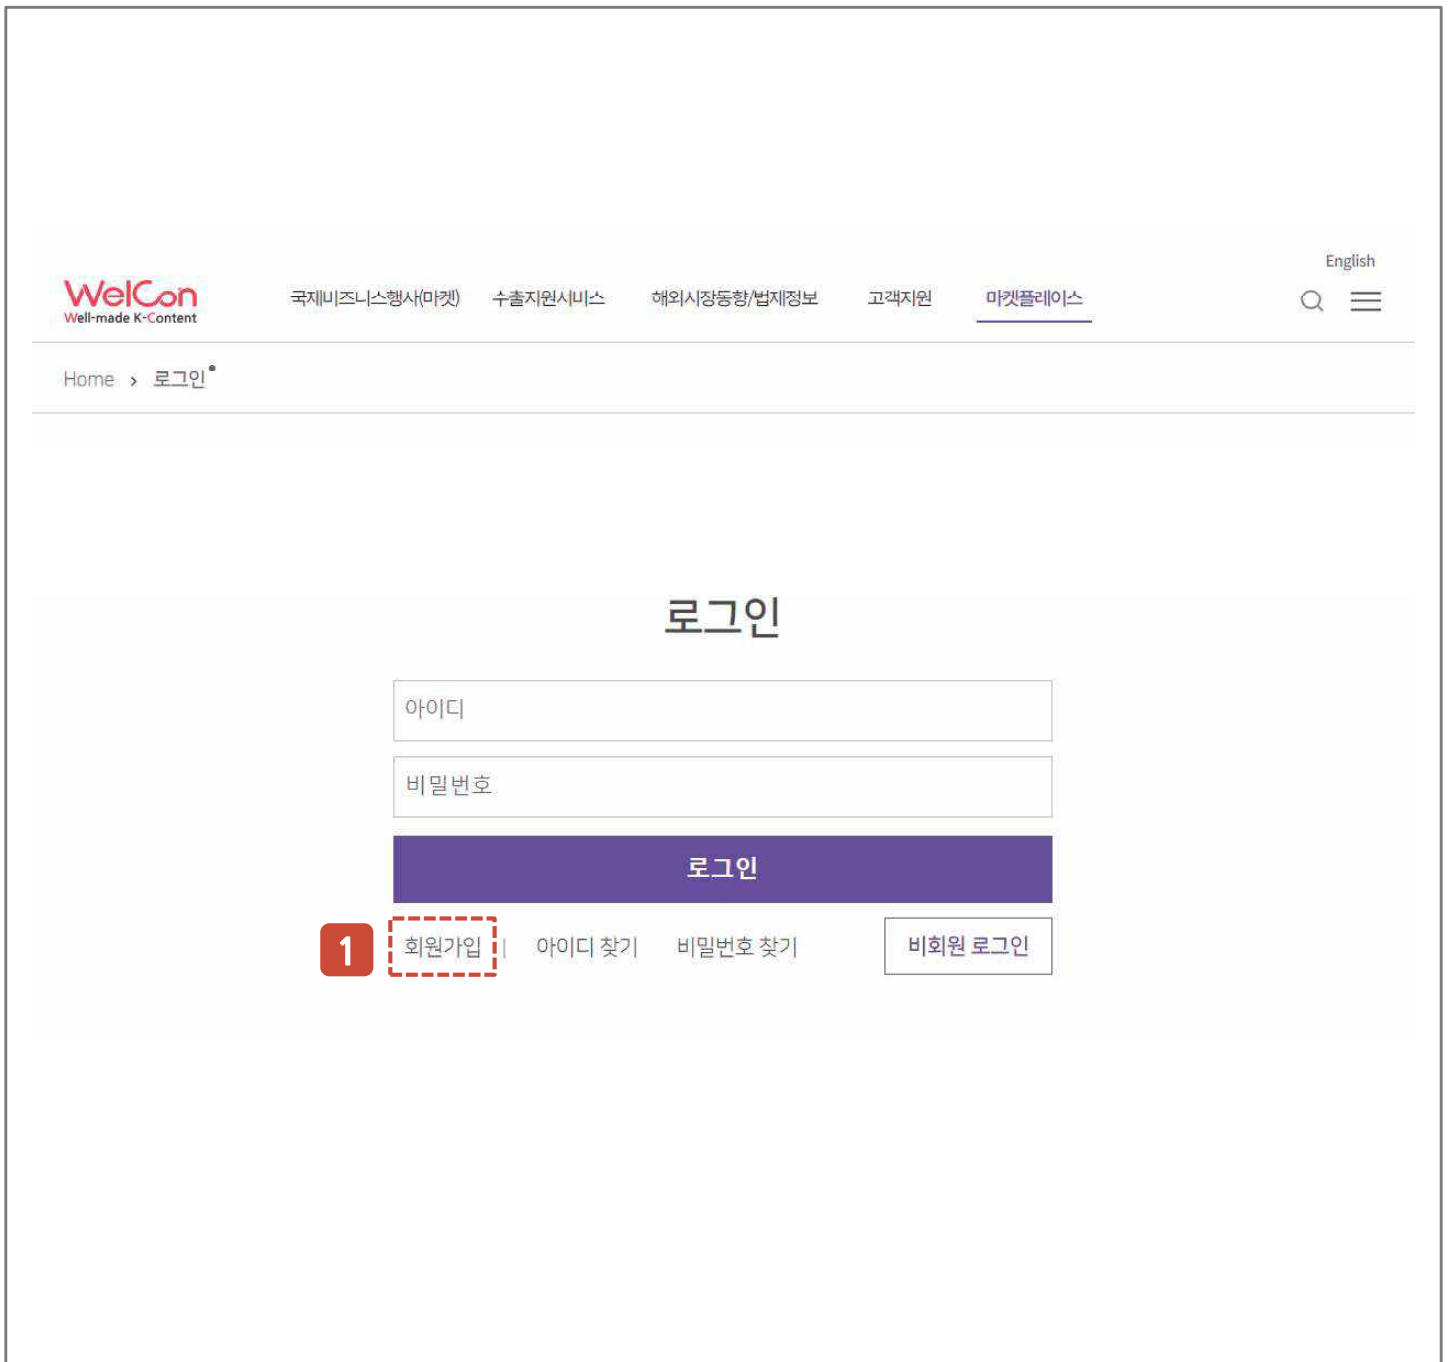 English
WelCon
Well-made K-Content
국제비즈니스행사(마켓) 수출지원서비스 해외시장동향/법제정보 고객지원 마켓플레이스
Home › 로그인
로그인
아이디
비밀번호
로그인
1 회원가입 | 아이디 찾기 비밀번호 찾기 비회원 로그인